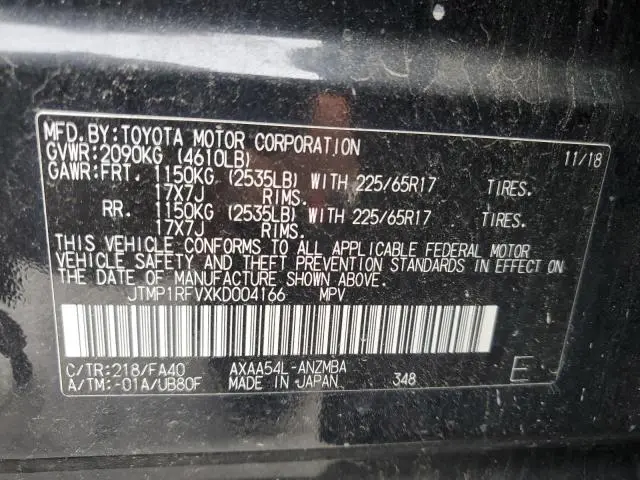 MFD.BY:TOYOTA MOTOR CORPORATION 11/18
GVWR:2090KG (4610LB)
GAWR:FRT. 1150KG (2535LB) WITH 225/65R17 TIRES.
17X7J RIMS.
RR. 1150KG (2535LB) WITH 225/65R17 TIRES.
17X7J RIMS.
THIS VEHICLE CONFORMS TO ALL APPLICABLE FEDERAL MOTOR
VEHICLE SAFETY AND THEFT PREVENTION STANDARDS IN EFFECT ON
THE DATE OF MANUFACTURE SHOWN ABOVE.
JTMP1RFVXKD004166 MPV
C/TR:218/FA40 AXAA54L-ANZMBA
A/TM:-01A/UB80F MADE IN JAPAN 348 E